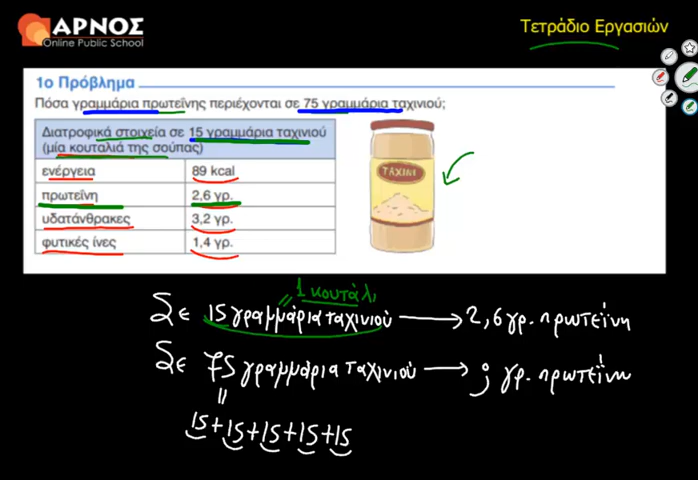 ΑΡΝΟΣ
Online Public School
Τετράδιο Εργασιών
1ο Πρόβλημα
Πόσα γραμμάρια πρωτεΐνης περιέχονται σε 75 γραμμάρια ταχινιού;
Διατροφικά στοιχεία σε 15 γραμμάρια ταχινιού
(μία κουταλιά της σούπας)
ενέργεια 89 kcal
πρωτεΐνη 2,6 γρ.
υδατάνθρακες 3,2 γρ.
φυτικές ίνες 1,4 γρ.
ΤΑΧΙΝΙ
1 κουτάλι
Σε 15 γραμμάρια ταχινιού → 2,6 γρ. πρωτεΐνη
Σε 75 γραμμάρια ταχινιού → ; γρ. πρωτεΐνη
=
15+15+15+15+15